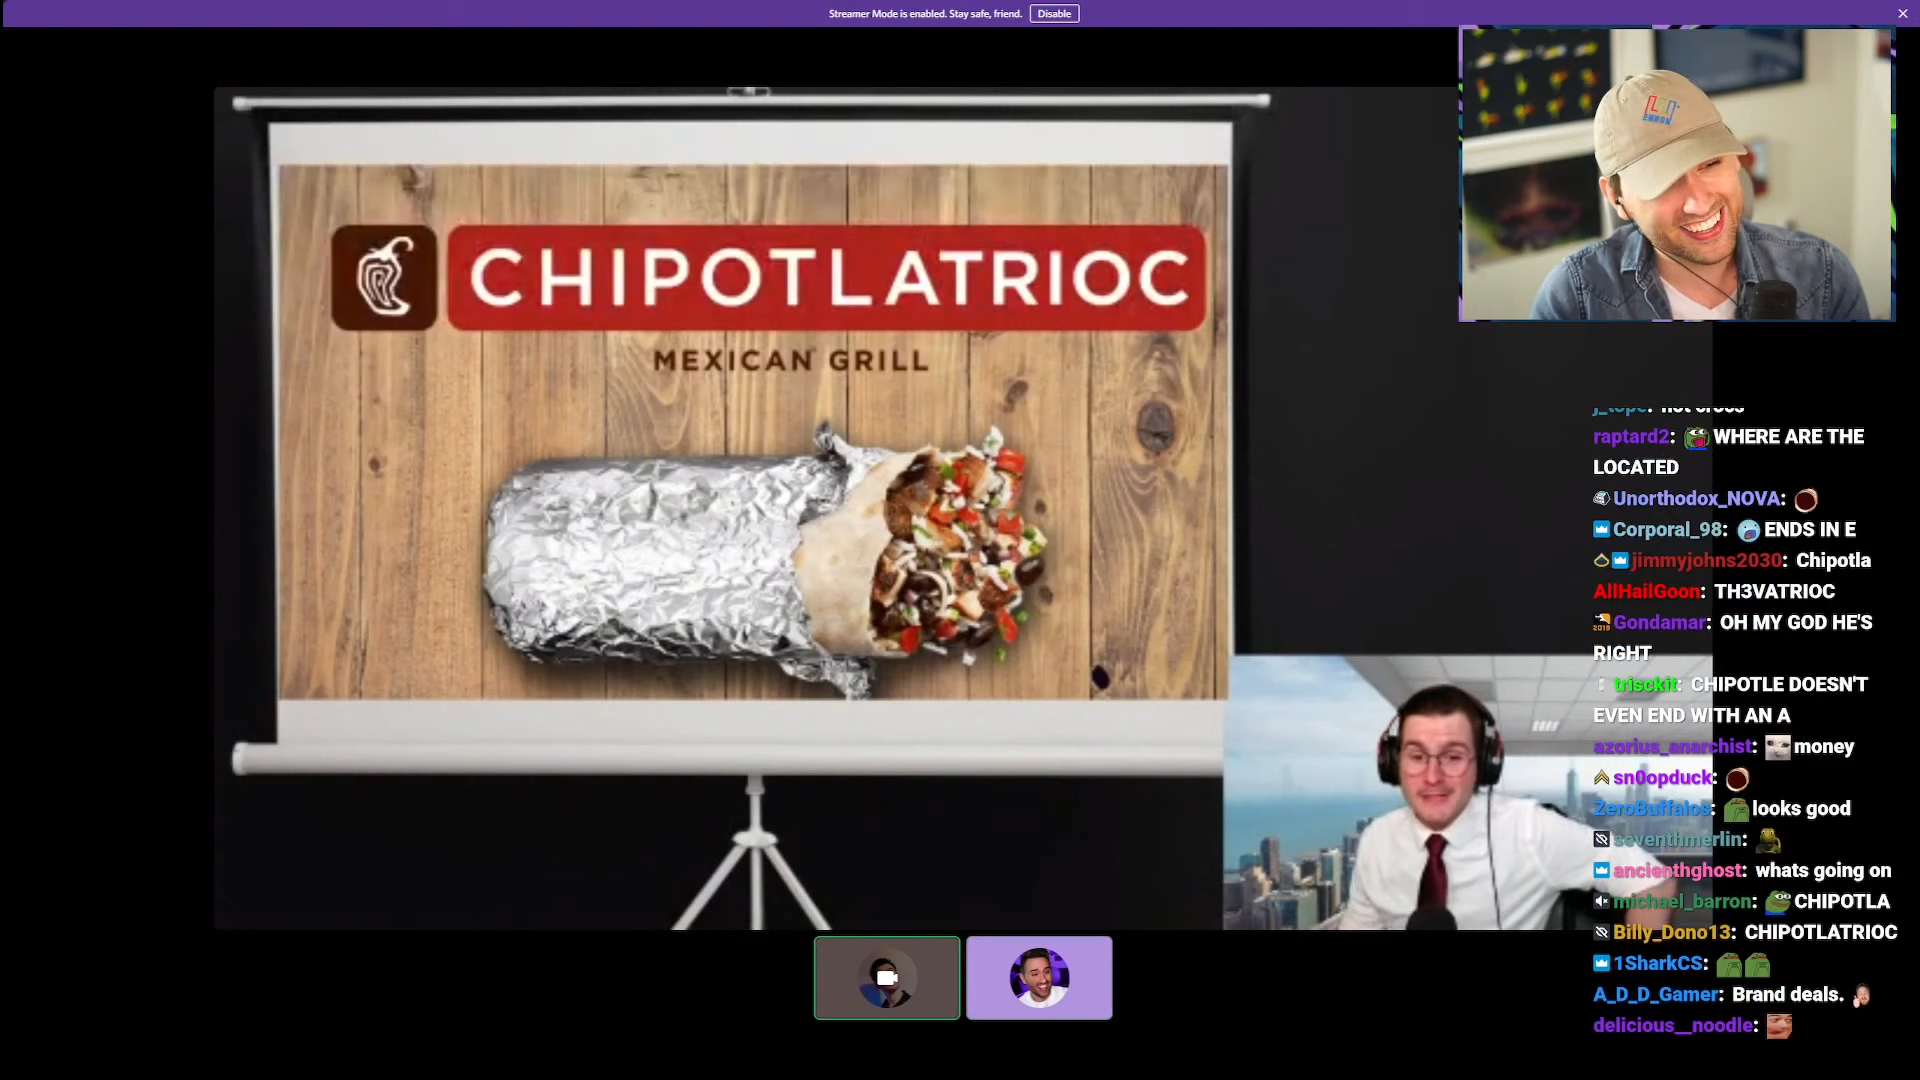 Streamer Mode is enabled. Stay safe, friend. Disable
ENRON
CHIPOTLATRIOC
MEXICAN GRILL
raptard2: WHERE ARE THE
LOCATED
Unorthodox_NOVA:
Corporal_98: ENDS IN E
jimmyjohns2030: Chipotla
AllHailGoon: TH3VATRIOC
Gondamar: OH MY GOD HE'S
RIGHT
trisckit: CHIPOTLE DOESN'T
EVEN END WITH AN A
azorius_anarchist: money
sn0opduck:
ZeroBuffalos: looks good
seventhmerlin:
ancienthghost: whats going on
michael_barron: CHIPOTLA
Billy_Dono13: CHIPOTLATRIOC
1SharkCS:
A_D_D_Gamer: Brand deals.
delicious__noodle: